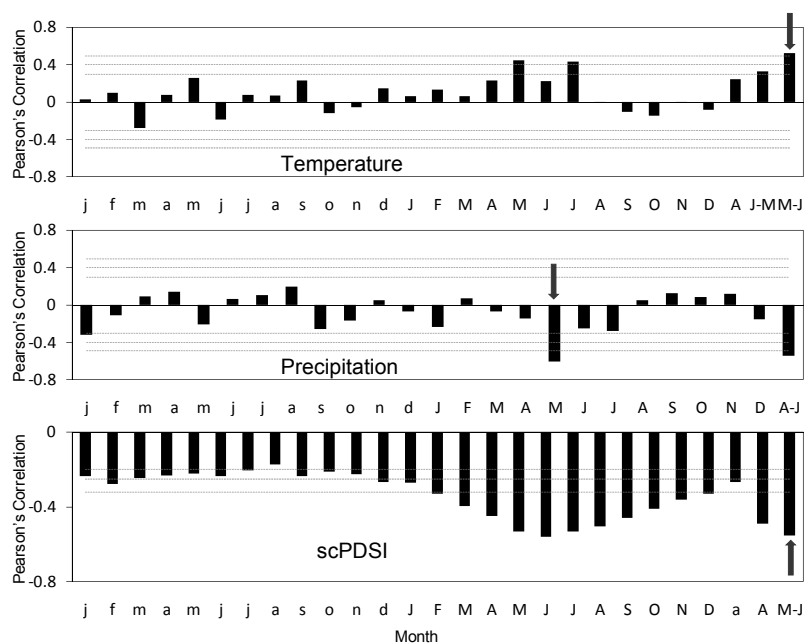 0.8
0.4
0
-0.4
-0.8
Pearson's Correlation
Temperature
j f m a m j j a s o n d J F M A M J J A S O N D A J-M M-J
0.8
0.4
0
-0.4
-0.8
Pearson's Correlation
Precipitation
j f m a m j j a s o n d J F M A M J J A S O N D A-J
0
-0.4
-0.8
Pearson's Correlation
scPDSI
j f m a m j j a s o n d J F M A M J J A S O N D a A M-J
Month